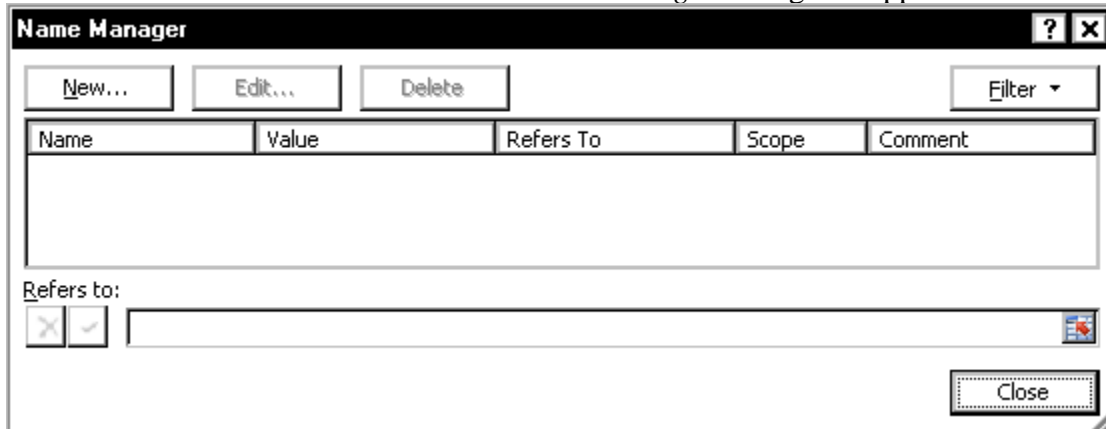 Name Manager ? X
New... Edit... Delete Filter
Name Value Refers To Scope Comment
Refers to:
Close